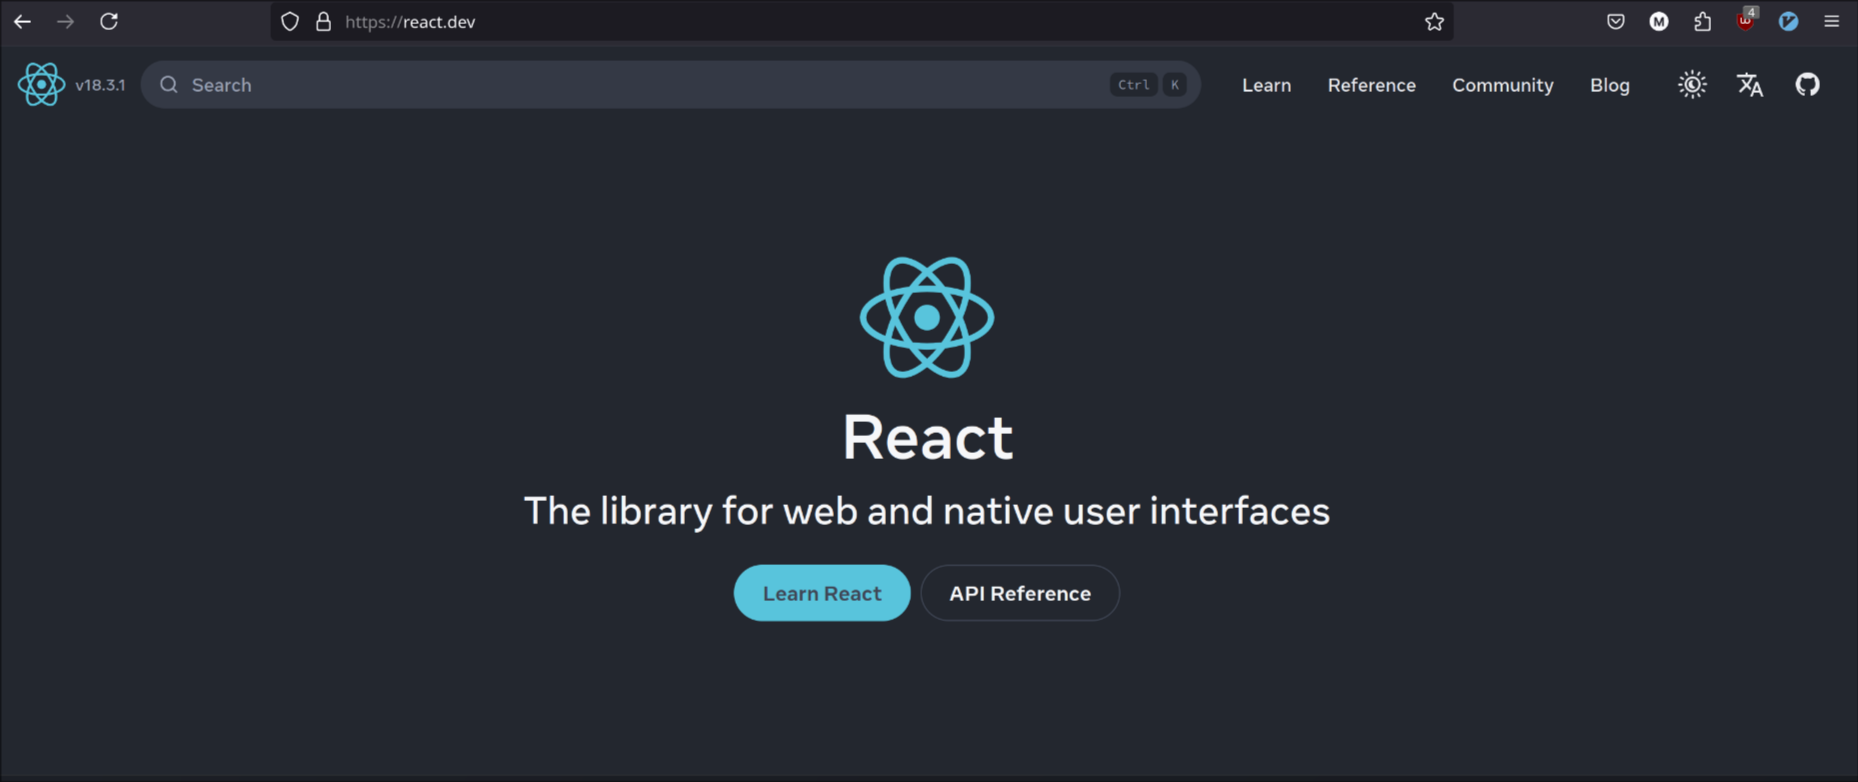 https://react.dev
4
M
v18.3.1
Search
Ctrl K
Learn
Reference
Community
Blog
React
The library for web and native user interfaces
Learn React
API Reference